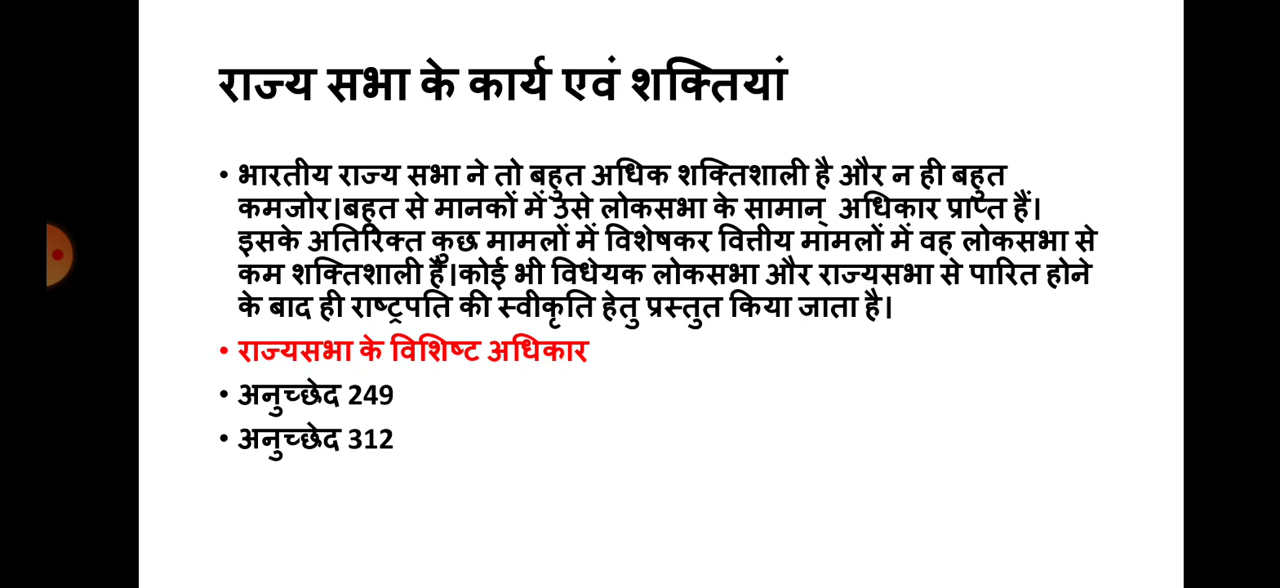 राज्य सभा के कार्य एवं शक्तियां
• भारतीय राज्य सभा ने तो बहुत अधिक शक्तिशाली है और न ही बहुत
कमजोर।बहुत से मानकों में उसे लोकसभा के सामान् अधिकार प्राप्त हैं।
इसके अतिरिक्त कुछ मामलों में विशेषकर वित्तीय मामलों में वह लोकसभा से
कम शक्तिशाली है।कोई भी विधेयक लोकसभा और राज्यसभा से पारित होने
के बाद ही राष्ट्रपति की स्वीकृति हेतु प्रस्तुत किया जाता है।
• राज्यसभा के विशिष्ट अधिकार
• अनुच्छेद 249
• अनुच्छेद 312